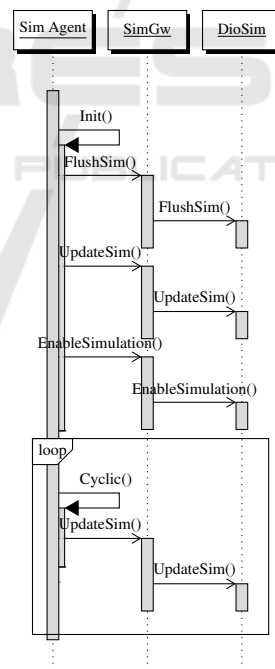 Sim Agent SimGw DioSim
Init()
FlushSim()
FlushSim()
UpdateSim()
UpdateSim()
EnableSimulation()
EnableSimulation()
loop
Cyclic()
UpdateSim()
UpdateSim()